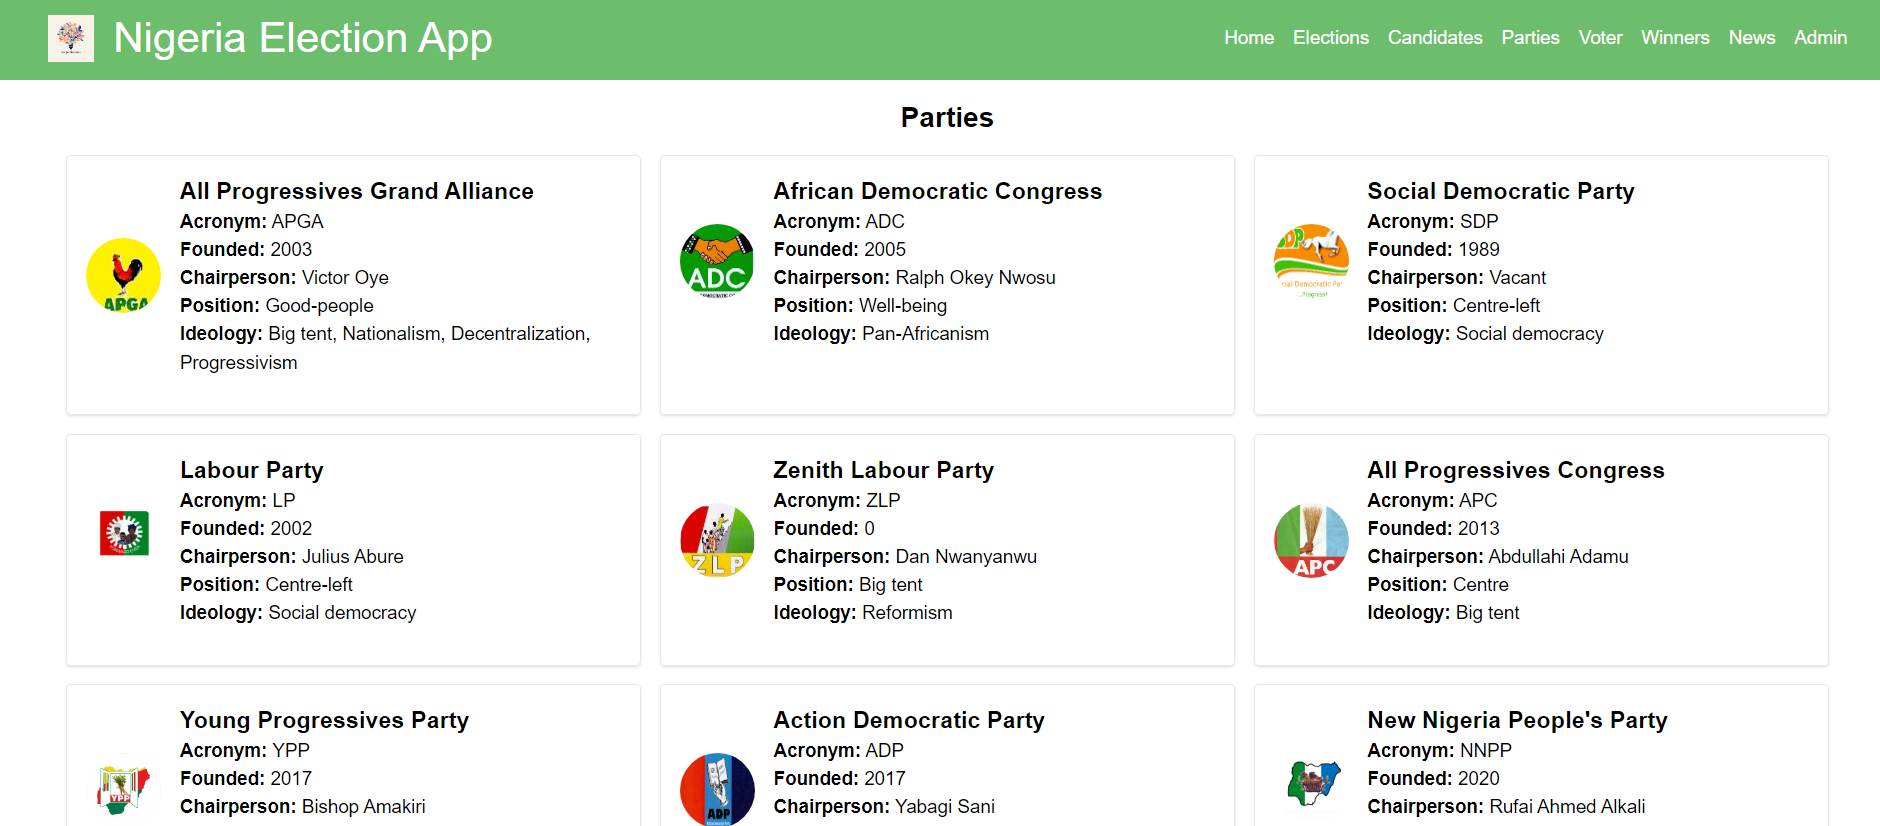 Nigeria Election App
Home Elections Candidates Parties Voter Winners News Admin
Parties
All Progressives Grand Alliance
Acronym: APGA
Founded: 2003
Chairperson: Victor Oye
Position: Good-people
Ideology: Big tent, Nationalism, Decentralization,
Progressivism
APGA
African Democratic Congress
Acronym: ADC
Founded: 2005
Chairperson: Ralph Okey Nwosu
Position: Well-being
Ideology: Pan-Africanism
ADC
Social Democratic Party
Acronym: SDP
Founded: 1989
Chairperson: Vacant
Position: Centre-left
Ideology: Social democracy
SDP
Labour Party
Acronym: LP
Founded: 2002
Chairperson: Julius Abure
Position: Centre-left
Ideology: Social democracy
Zenith Labour Party
Acronym: ZLP
Founded: 0
Chairperson: Dan Nwanyanwu
Position: Big tent
Ideology: Reformism
ZLP
All Progressives Congress
Acronym: APC
Founded: 2013
Chairperson: Abdullahi Adamu
Position: Centre
Ideology: Big tent
APC
Young Progressives Party
Acronym: YPP
Founded: 2017
Chairperson: Bishop Amakiri
YPP
Action Democratic Party
Acronym: ADP
Founded: 2017
Chairperson: Yabagi Sani
ADP
New Nigeria People's Party
Acronym: NNPP
Founded: 2020
Chairperson: Rufai Ahmed Alkali